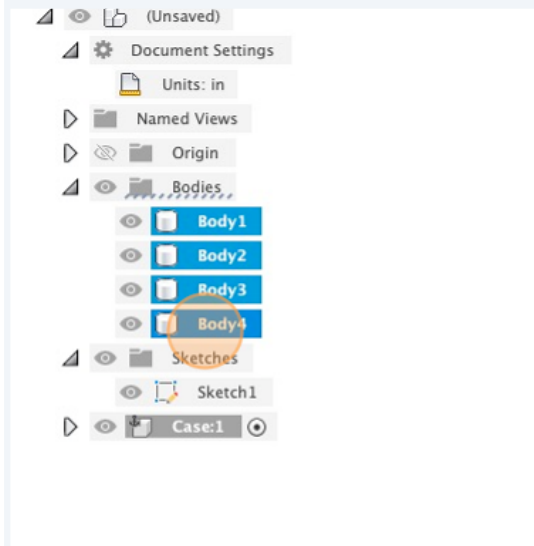 (Unsaved)
Document Settings
Units: in
Named Views
Origin
Bodies
Body1
Body2
Body3
Body4
Sketches
Sketch1
Case:1